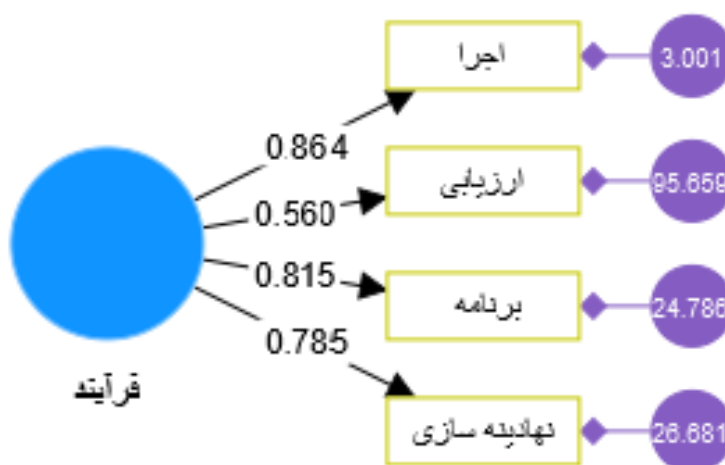 اجرا
3.001
0.864
ارزیابی
95.659
0.560
برنامه
24.786
0.815
نهادینه سازی
26.681
0.785
فرآیند